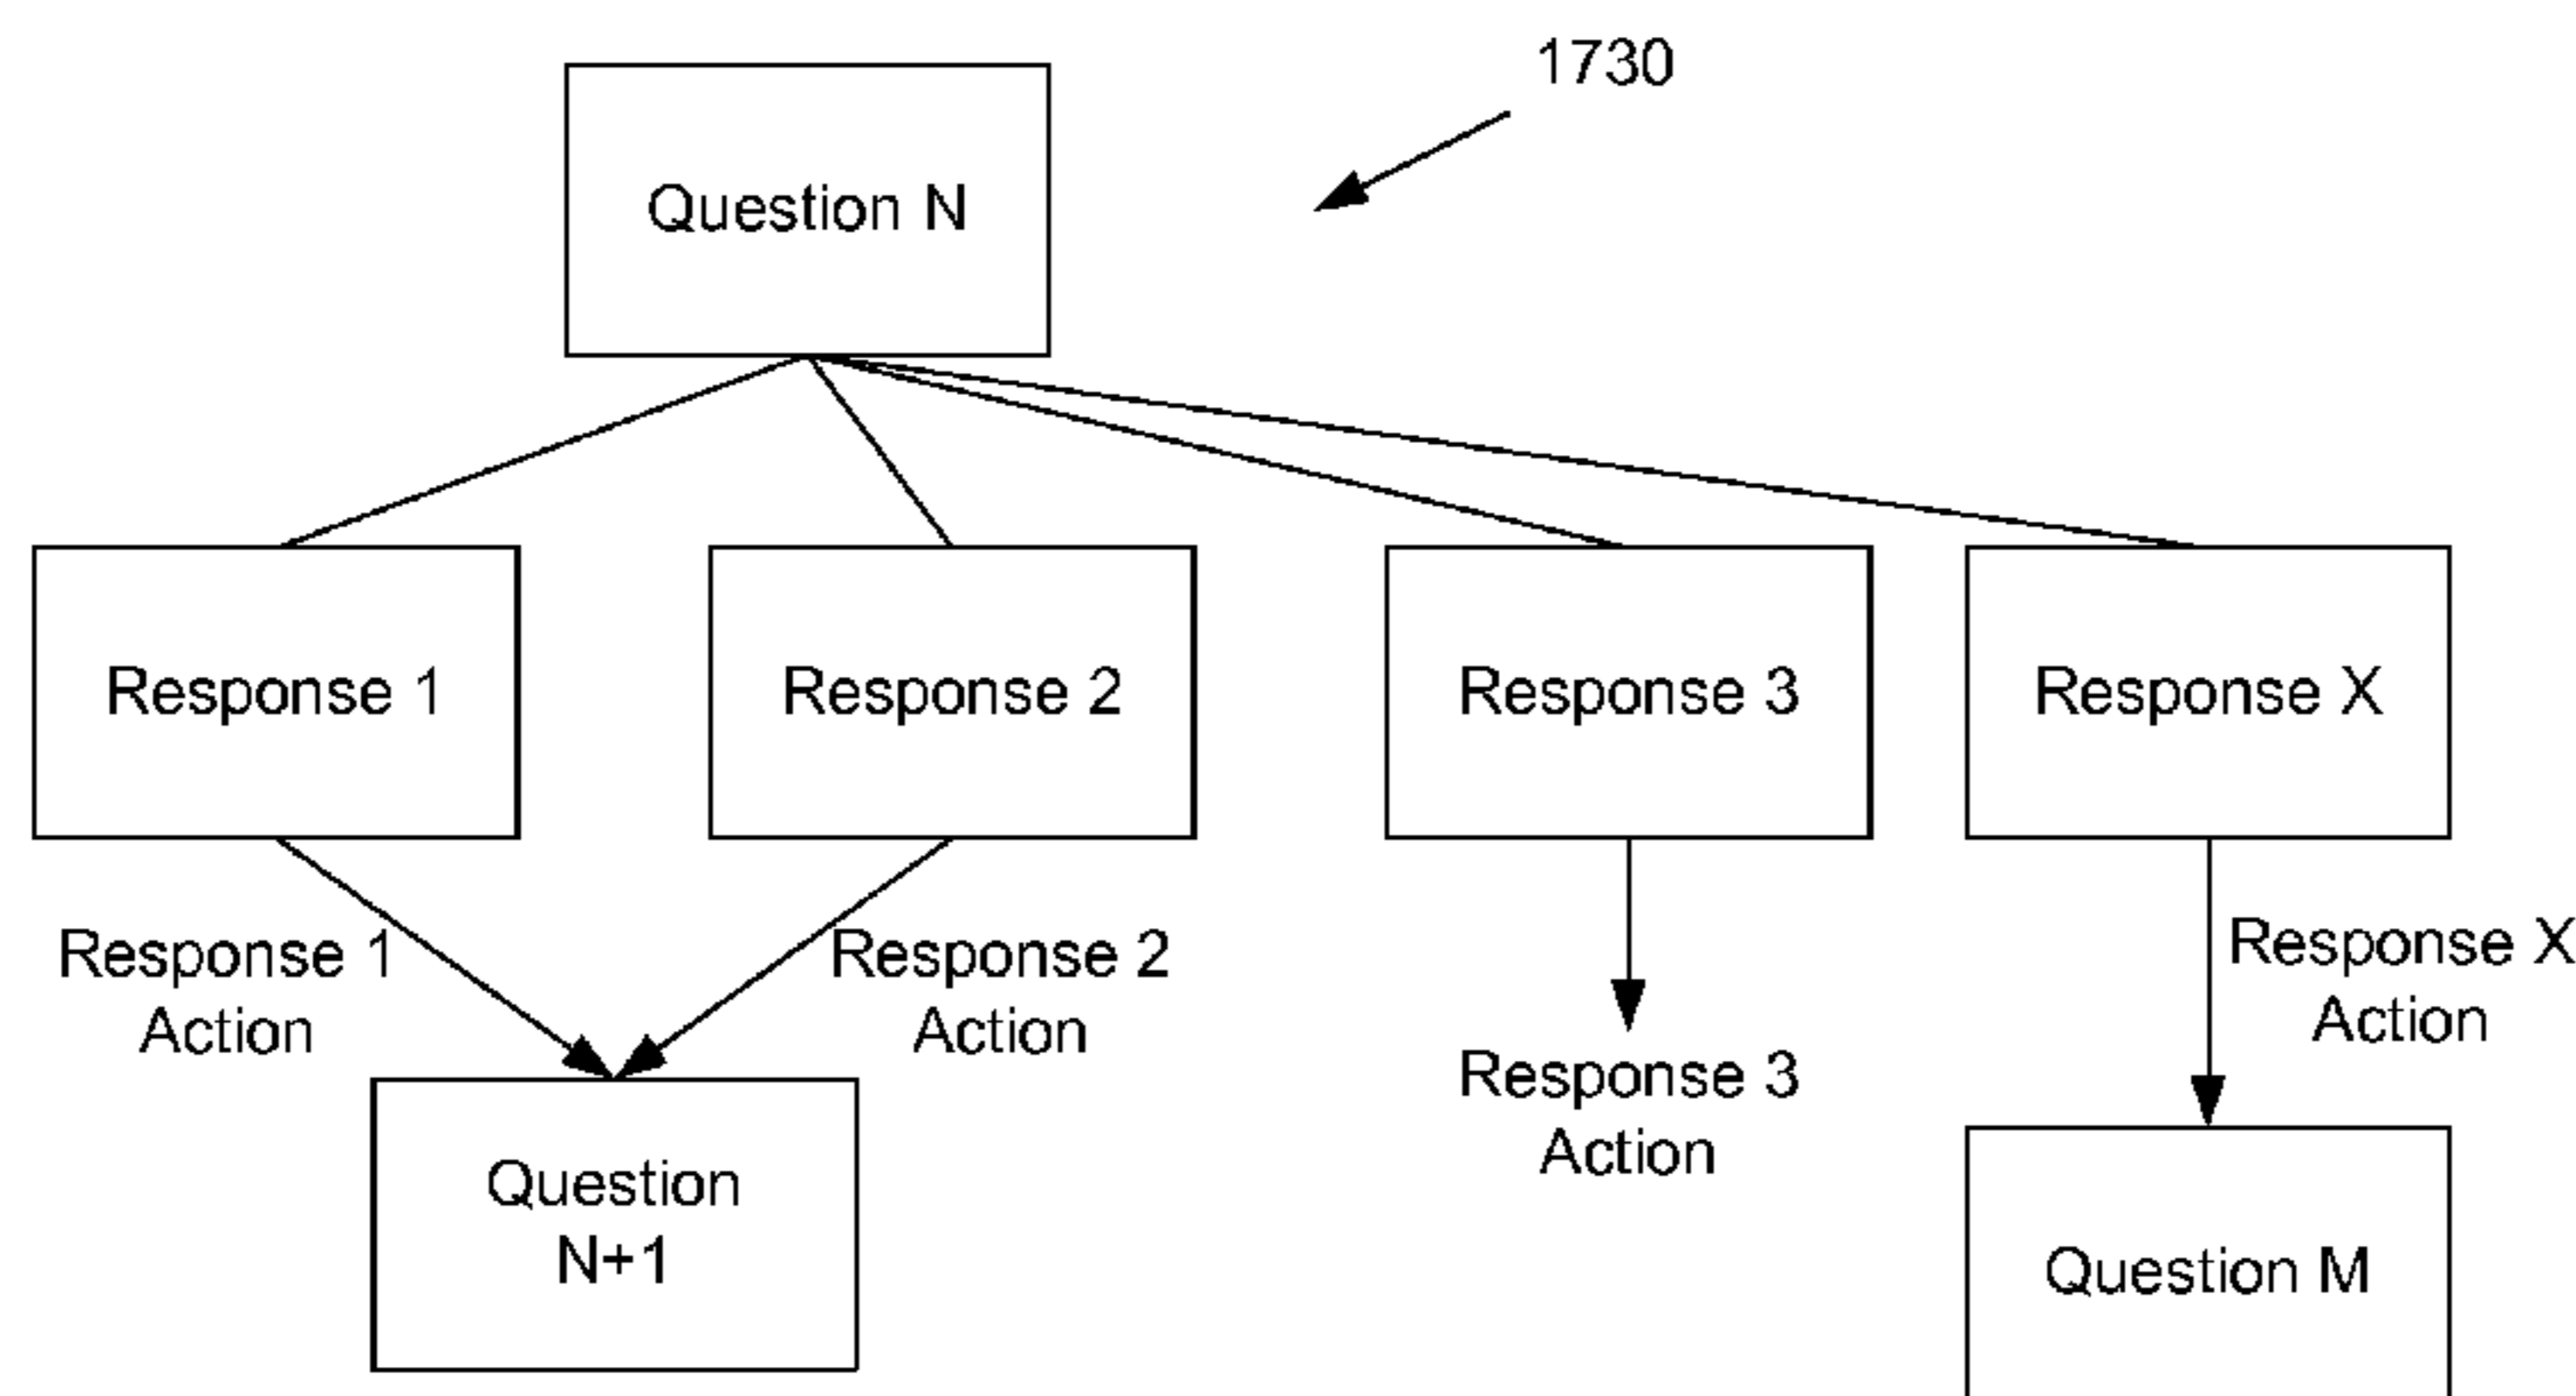 1730
Question N
Response 1
Response 2
Response 3
Response X
Response 1
Action
Response 2
Action
Response 3
Action
Response X
Action
Question
N+1
Question M